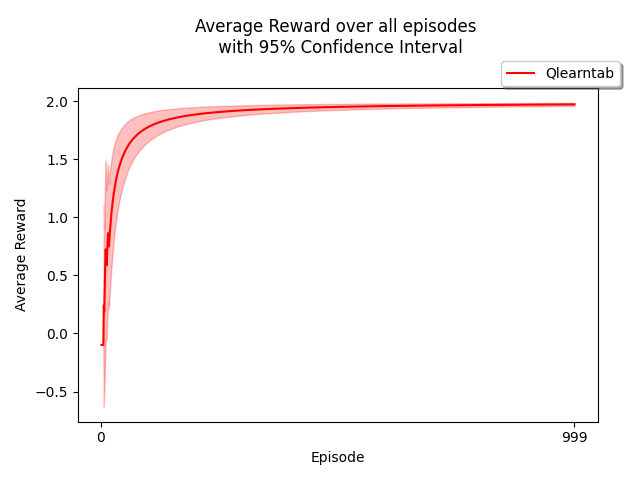 Average Reward over all episodes
with 95% Confidence Interval
Qlearntab
2.0
1.5
1.0
0.5
0.0
−0.5
Average Reward
0
999
Episode